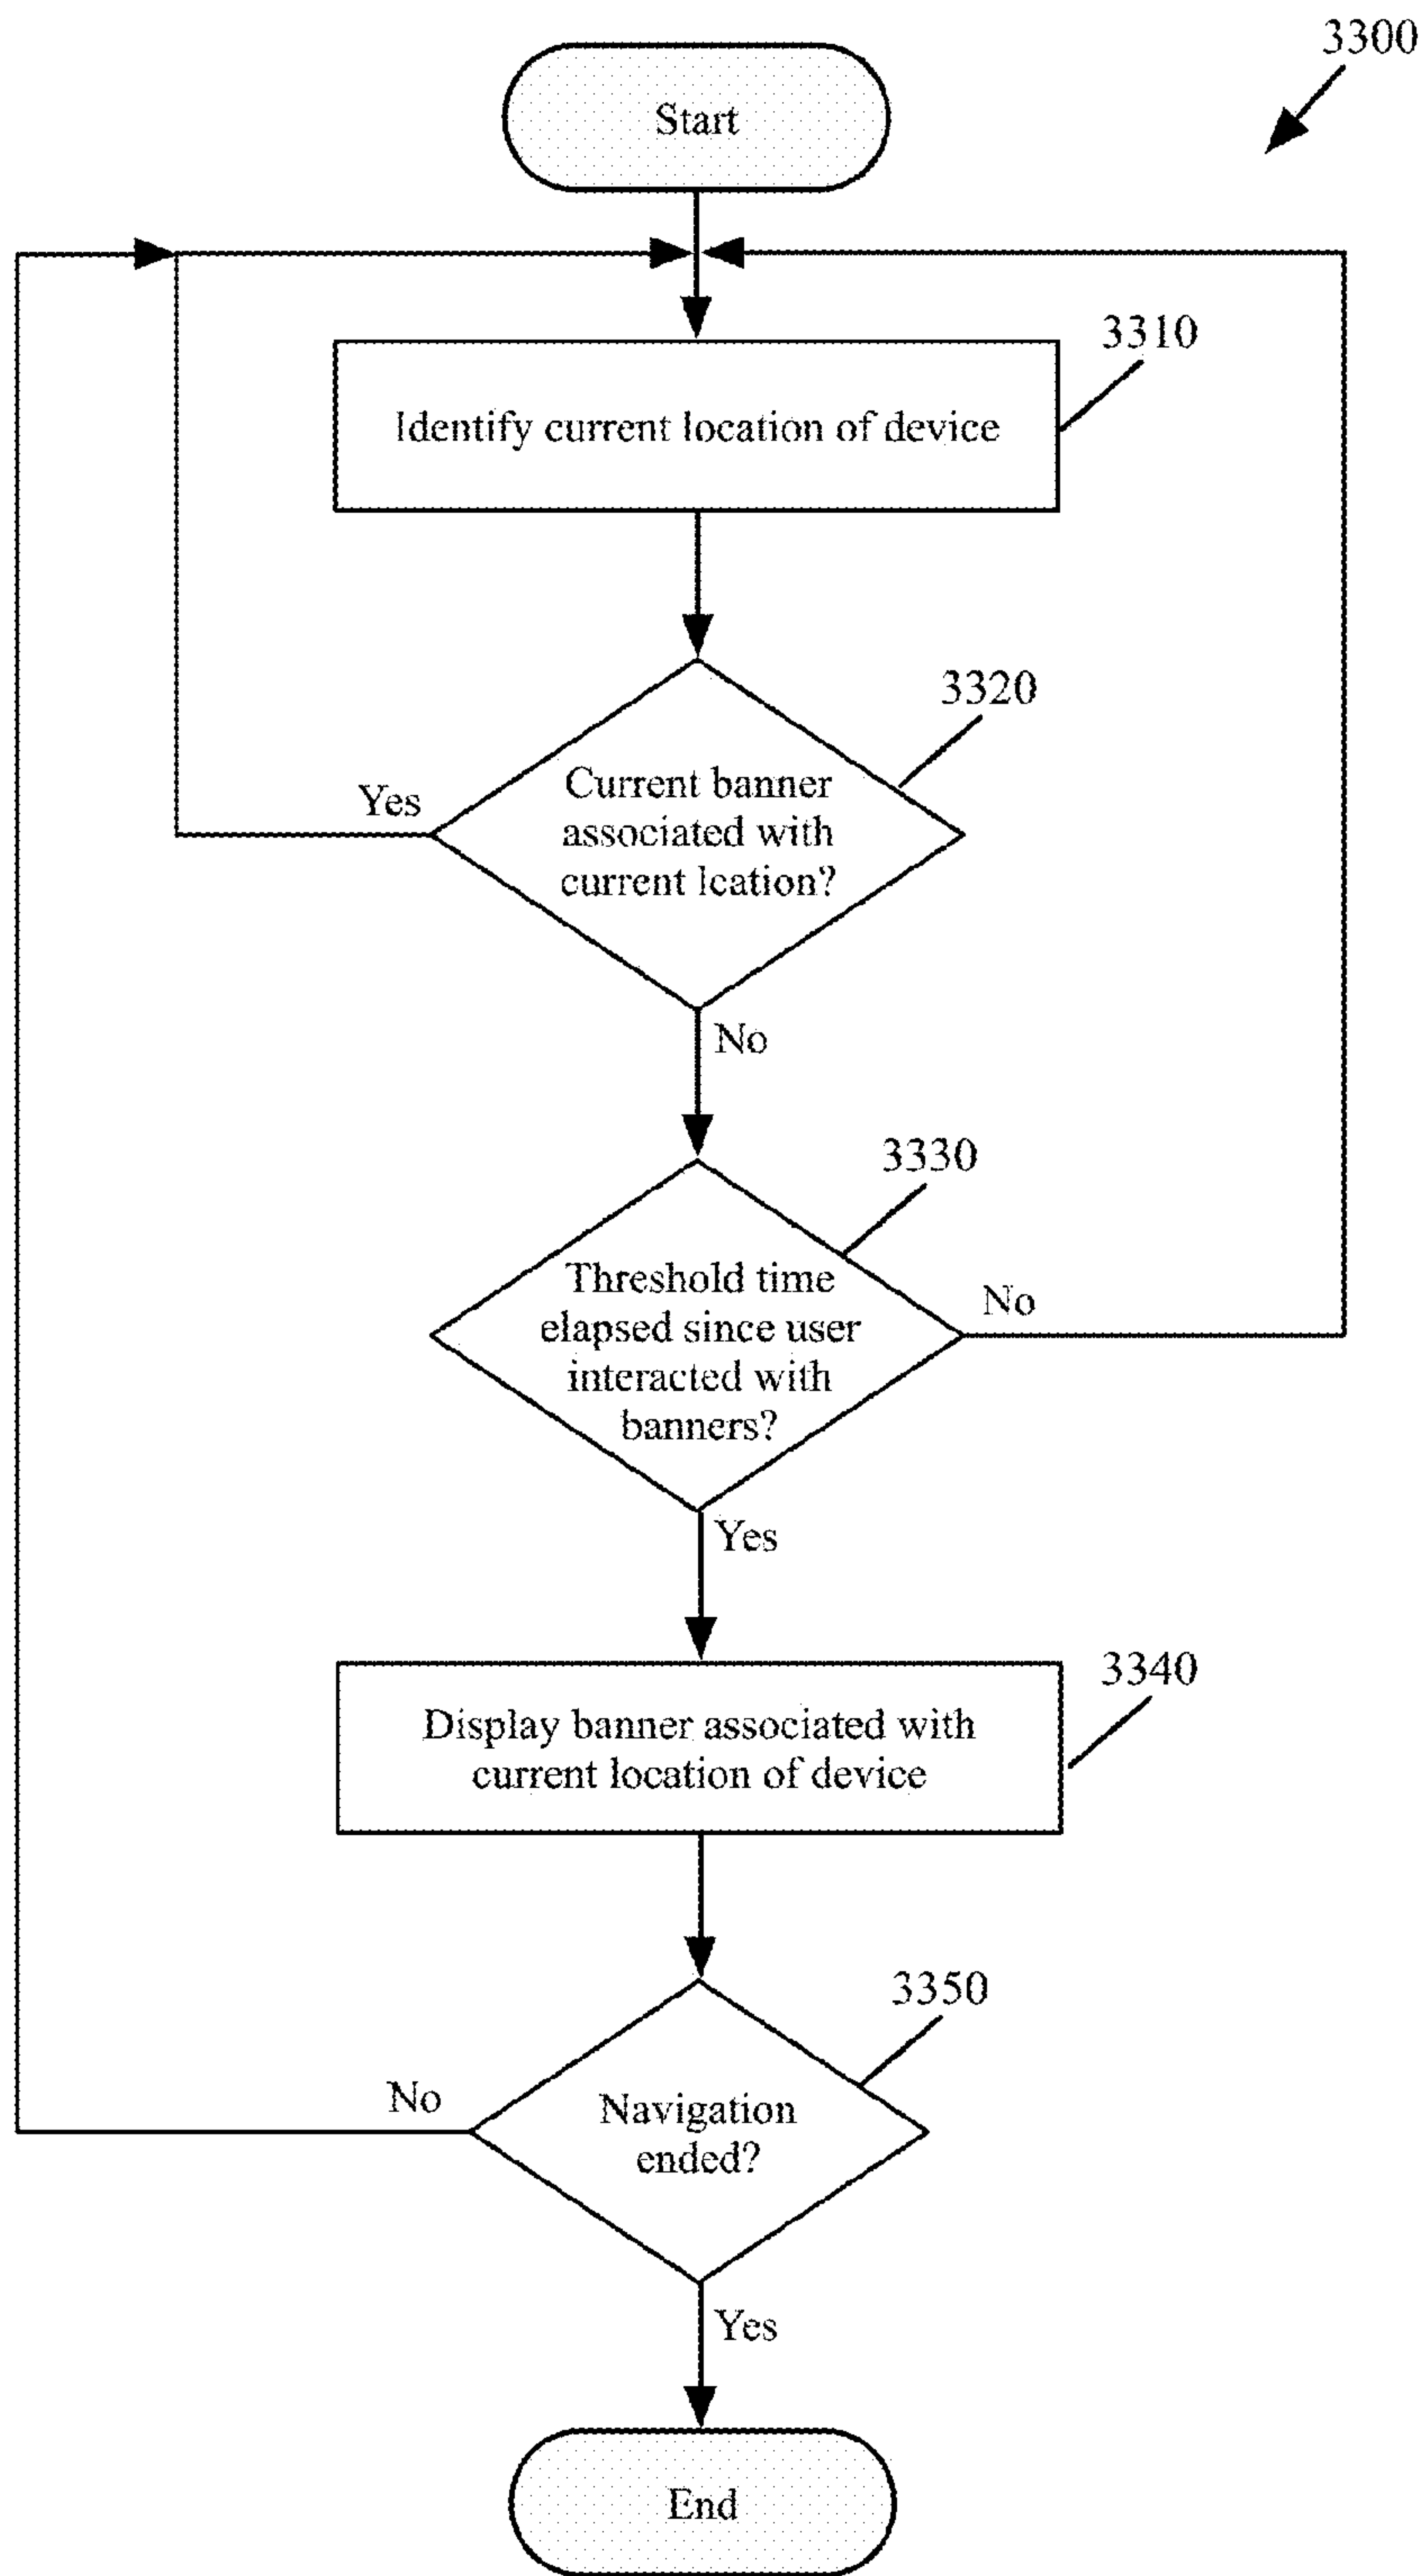 3300
Start
3310
Identify current location of device
3320
Current banner
associated with
current lcation?
Yes
No
3330
Threshold time
elapsed since user
interacted with
banners?
No
Yes
3340
Display banner associated with
current location of device
3350
Navigation
ended?
No
Yes
End